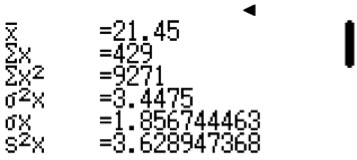 x̄ =21.45
Σx =429
Σx² =9271
σ²x =3.4475
σx =1.856744463
s²x =3.628947368